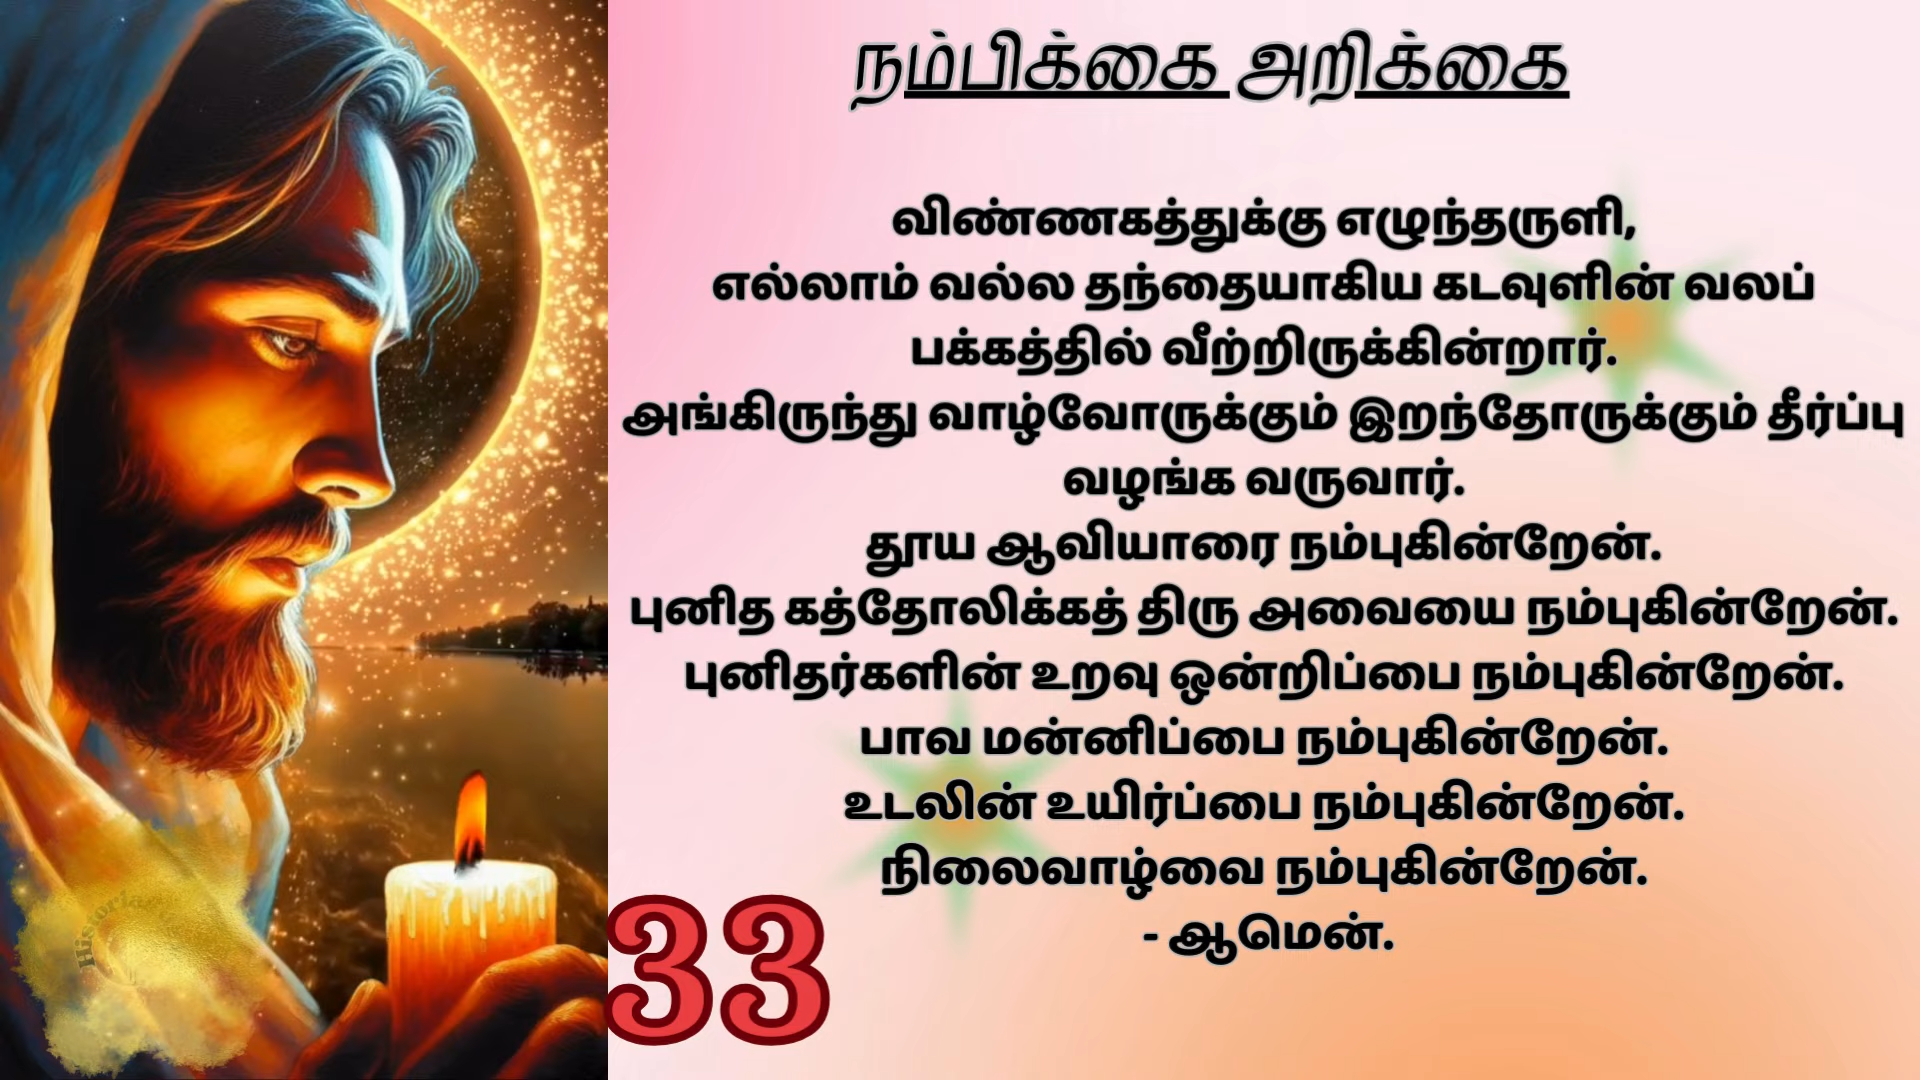 நம்பிக்கை அறிக்கை
விண்ணகத்துக்கு எழுந்தருளி,
எல்லாம் வல்ல தந்தையாகிய கடவுளின் வலப்
பக்கத்தில் வீற்றிருக்கின்றார்.
அங்கிருந்து வாழ்வோருக்கும் இறந்தோருக்கும் தீர்ப்பு
வழங்க வருவார்.
தூய ஆவியாரை நம்புகின்றேன்.
புனித கத்தோலிக்கத் திரு அவையை நம்புகின்றேன்.
புனிதர்களின் உறவு ஒன்றிப்பை நம்புகின்றேன்.
பாவ மன்னிப்பை நம்புகின்றேன்.
உடலின் உயிர்ப்பை நம்புகின்றேன்.
நிலைவாழ்வை நம்புகின்றேன்.
- ஆமென்.
33